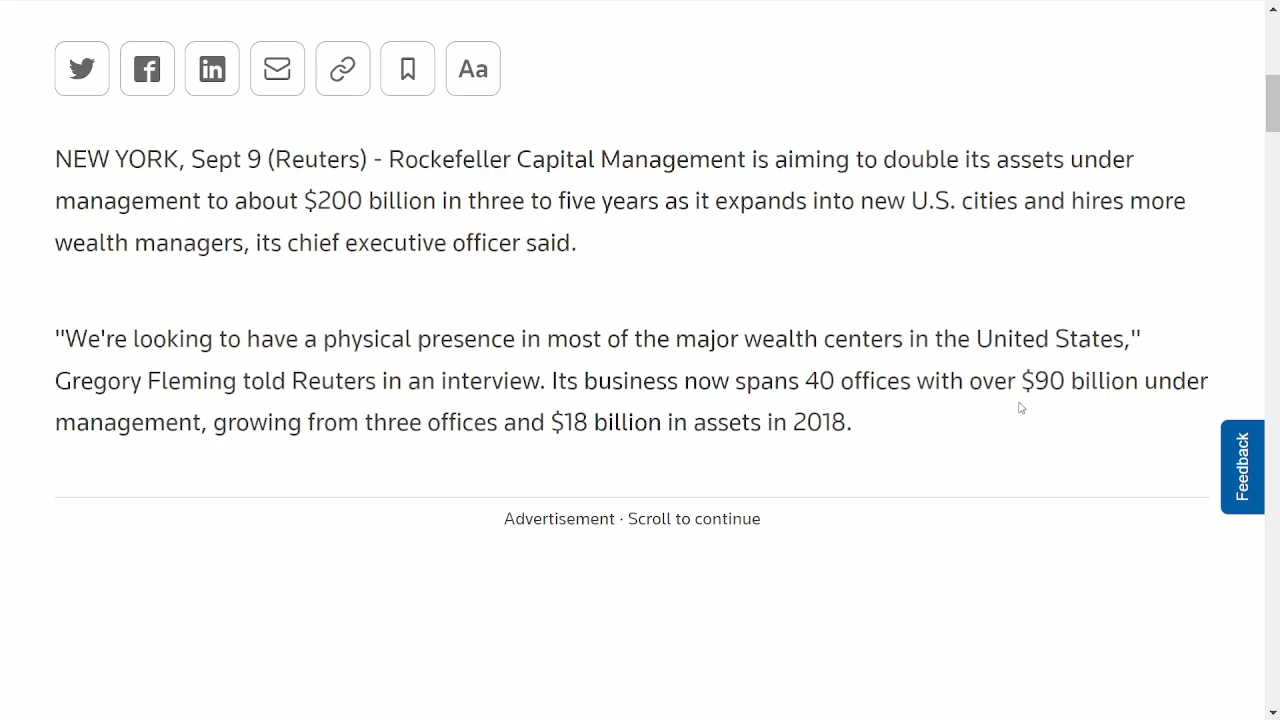 Aa
NEW YORK, Sept 9 (Reuters) - Rockefeller Capital Management is aiming to double its assets under
management to about $200 billion in three to five years as it expands into new U.S. cities and hires more
wealth managers, its chief executive officer said.
"We're looking to have a physical presence in most of the major wealth centers in the United States,"
Gregory Fleming told Reuters in an interview. Its business now spans 40 offices with over $90 billion under
management, growing from three offices and $18 billion in assets in 2018.
Feedback
Advertisement · Scroll to continue